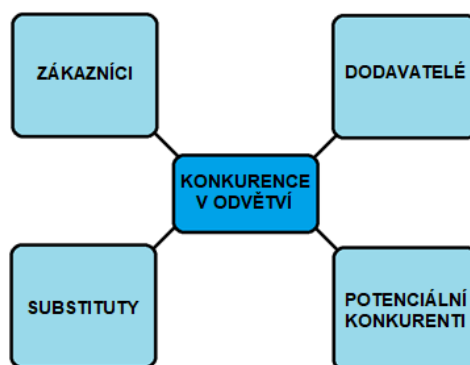 ZÁKAZNÍCI
DODAVATELÉ
KONKURENCE
V ODVĚTVÍ
SUBSTITUTY
POTENCIÁLNÍ
KONKURENTI